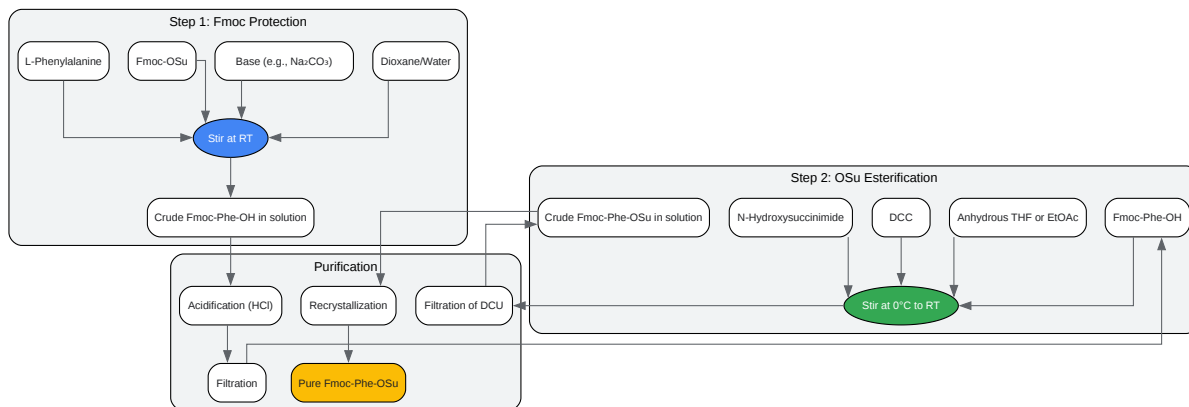 Step 1: Fmoc Protection
L-Phenylalanine
Fmoc-OSu
Base (e.g., Na₂CO₃)
Dioxane/Water
Stir at RT
Crude Fmoc-Phe-OH in solution
Step 2: OSu Esterification
Crude Fmoc-Phe-OSu in solution
N-Hydroxysuccinimide
DCC
Anhydrous THF or EtOAc
Fmoc-Phe-OH
Stir at 0°C to RT
Purification
Acidification (HCl)
Recrystallization
Filtration of DCU
Filtration
Pure Fmoc-Phe-OSu